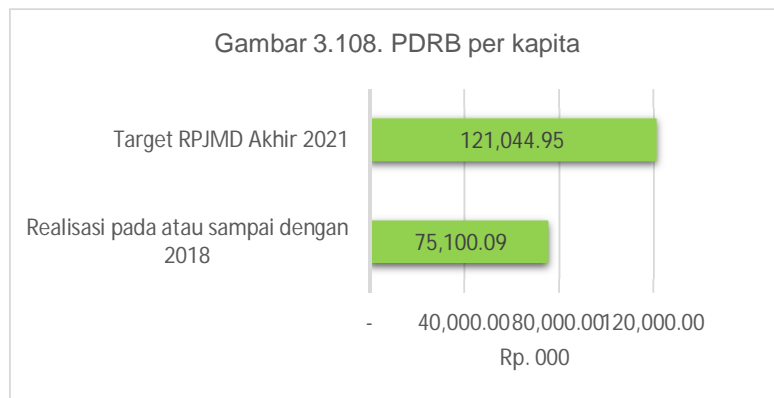 Gambar 3.108. PDRB per kapita
Target RPJMD Akhir 2021
121,044.95
Realisasi pada atau sampai dengan
2018
75,100.09
- 40,000.00 80,000.00 120,000.00
Rp. 000